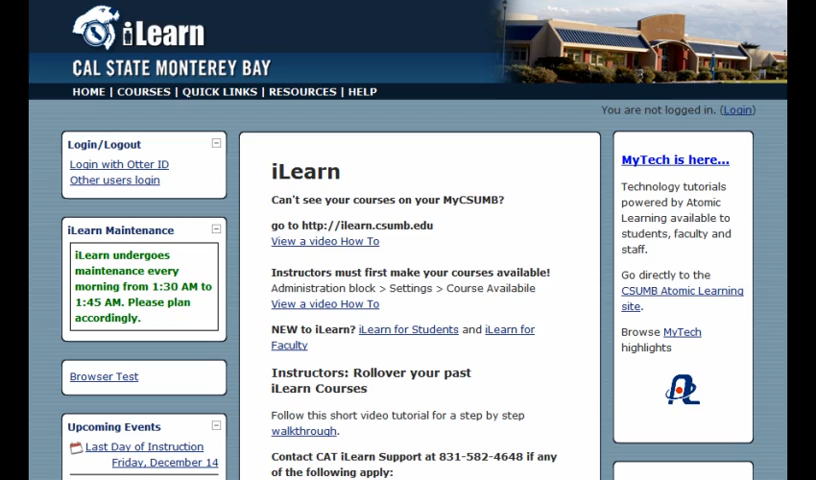 iLearn
CAL STATE MONTEREY BAY
HOME | COURSES | QUICK LINKS | RESOURCES | HELP
You are not logged in. (Login)
Login/Logout
Login with Otter ID
Other users login
iLearn Maintenance
iLearn undergoes
maintenance every
morning from 1:30 AM to
1:45 AM. Please plan
accordingly.
Browser Test
Upcoming Events
Last Day of Instruction
Friday, December 14
iLearn
Can't see your courses on your MyCSUMB?
go to http://ilearn.csumb.edu
View a video How To
Instructors must first make your courses available!
Administration block > Settings > Course Availabile
View a video How To
NEW to iLearn? iLearn for Students and iLearn for
Faculty
Instructors: Rollover your past
iLearn Courses
Follow this short video tutorial for a step by step
walkthrough.
Contact CAT iLearn Support at 831-582-4648 if any
of the following apply:
MyTech is here...
Technology tutorials
powered by Atomic
Learning available to
students, faculty and
staff.
Go directly to the
CSUMB Atomic Learning
site.
Browse MyTech
highlights